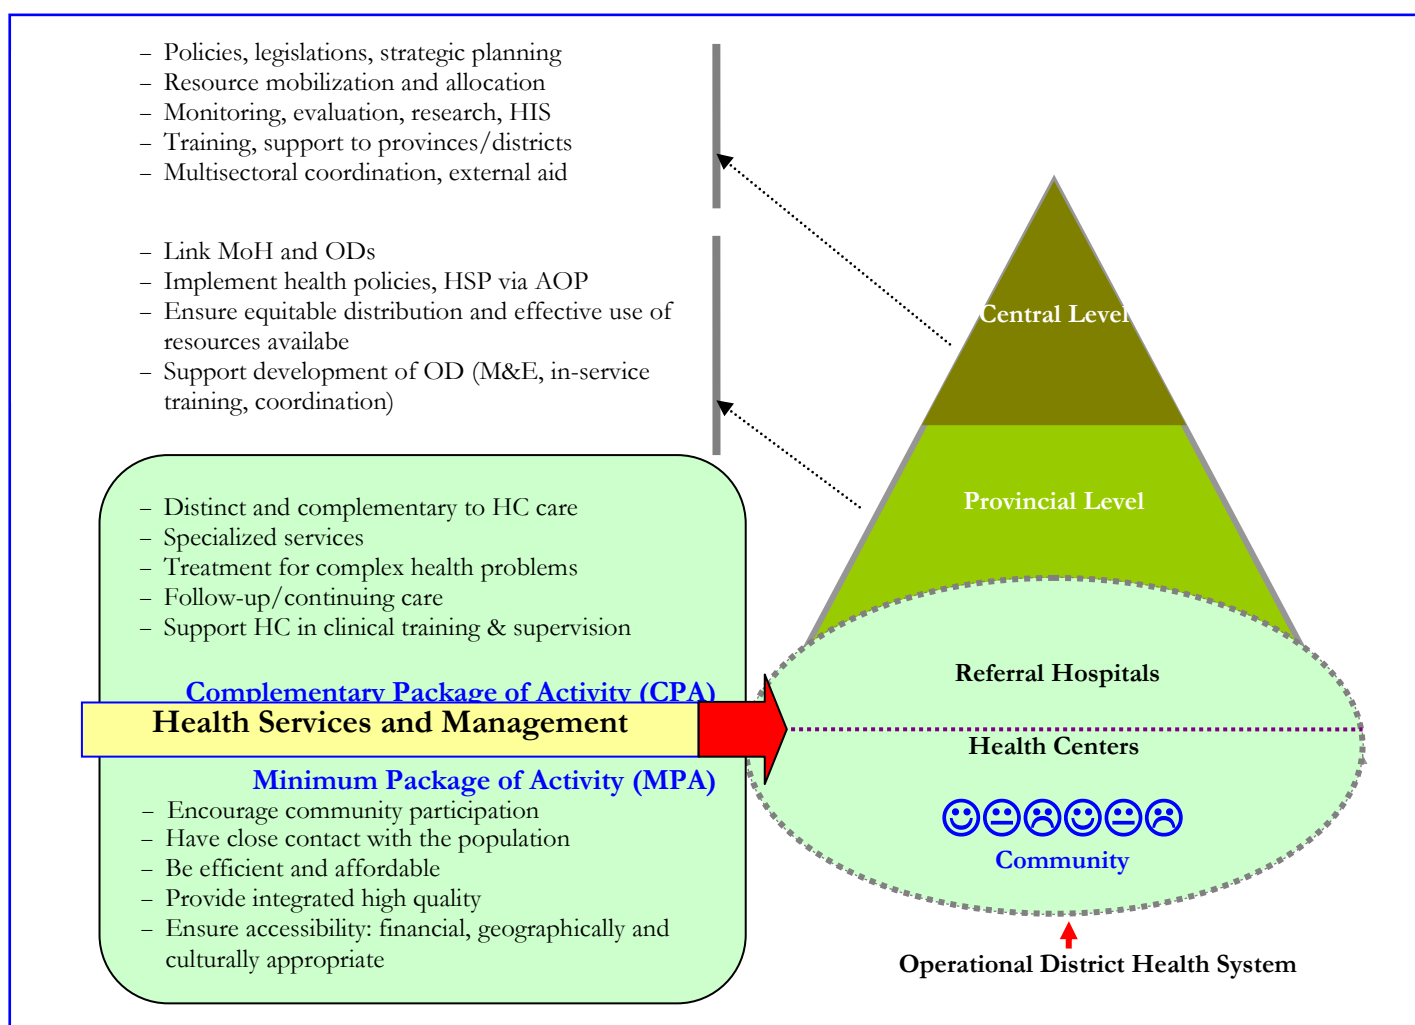 – Policies, legislations, strategic planning
– Resource mobilization and allocation
– Monitoring, evaluation, research, HIS
– Training, support to provinces/districts
– Multisectoral coordination, external aid
– Link MoH and ODs
– Implement health policies, HSP via AOP
– Ensure equitable distribution and effective use of
resources availabe
– Support development of OD (M&E, in-service
training, coordination)
– Distinct and complementary to HC care
– Specialized services
– Treatment for complex health problems
– Follow-up/continuing care
– Support HC in clinical training & supervision
Complementary Package of Activity (CPA)
Health Services and Management
Minimum Package of Activity (MPA)
– Encourage community participation
– Have close contact with the population
– Be efficient and affordable
– Provide integrated high quality
– Ensure accessibility: financial, geographically and
culturally appropriate
Central Level
Provincial Level
Referral Hospitals
Health Centers
Community
Operational District Health System